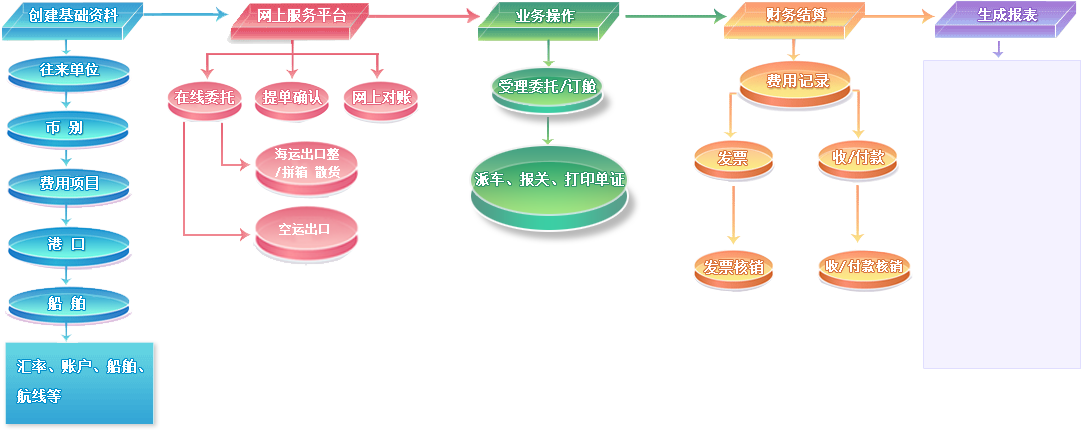 创建基础资料
网上服务平台
业务操作
财务结算
生成报表
往来单位
币 别
费用项目
港 口
船 舶
汇率、账户、船舶、
航线等
在线委托
提单确认
网上对账
海运出口整
/拼箱 散货
空运出口
受理委托/订舱
派车、报关、打印单证
费用记录
发票
收/付款
发票核销
收/付款核销